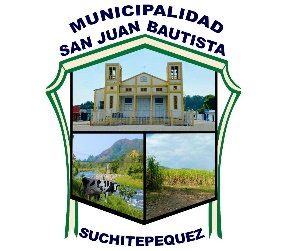 MUNICIPALIDAD
SAN JUAN BAUTISTA
SUCHITEPEQUEZ